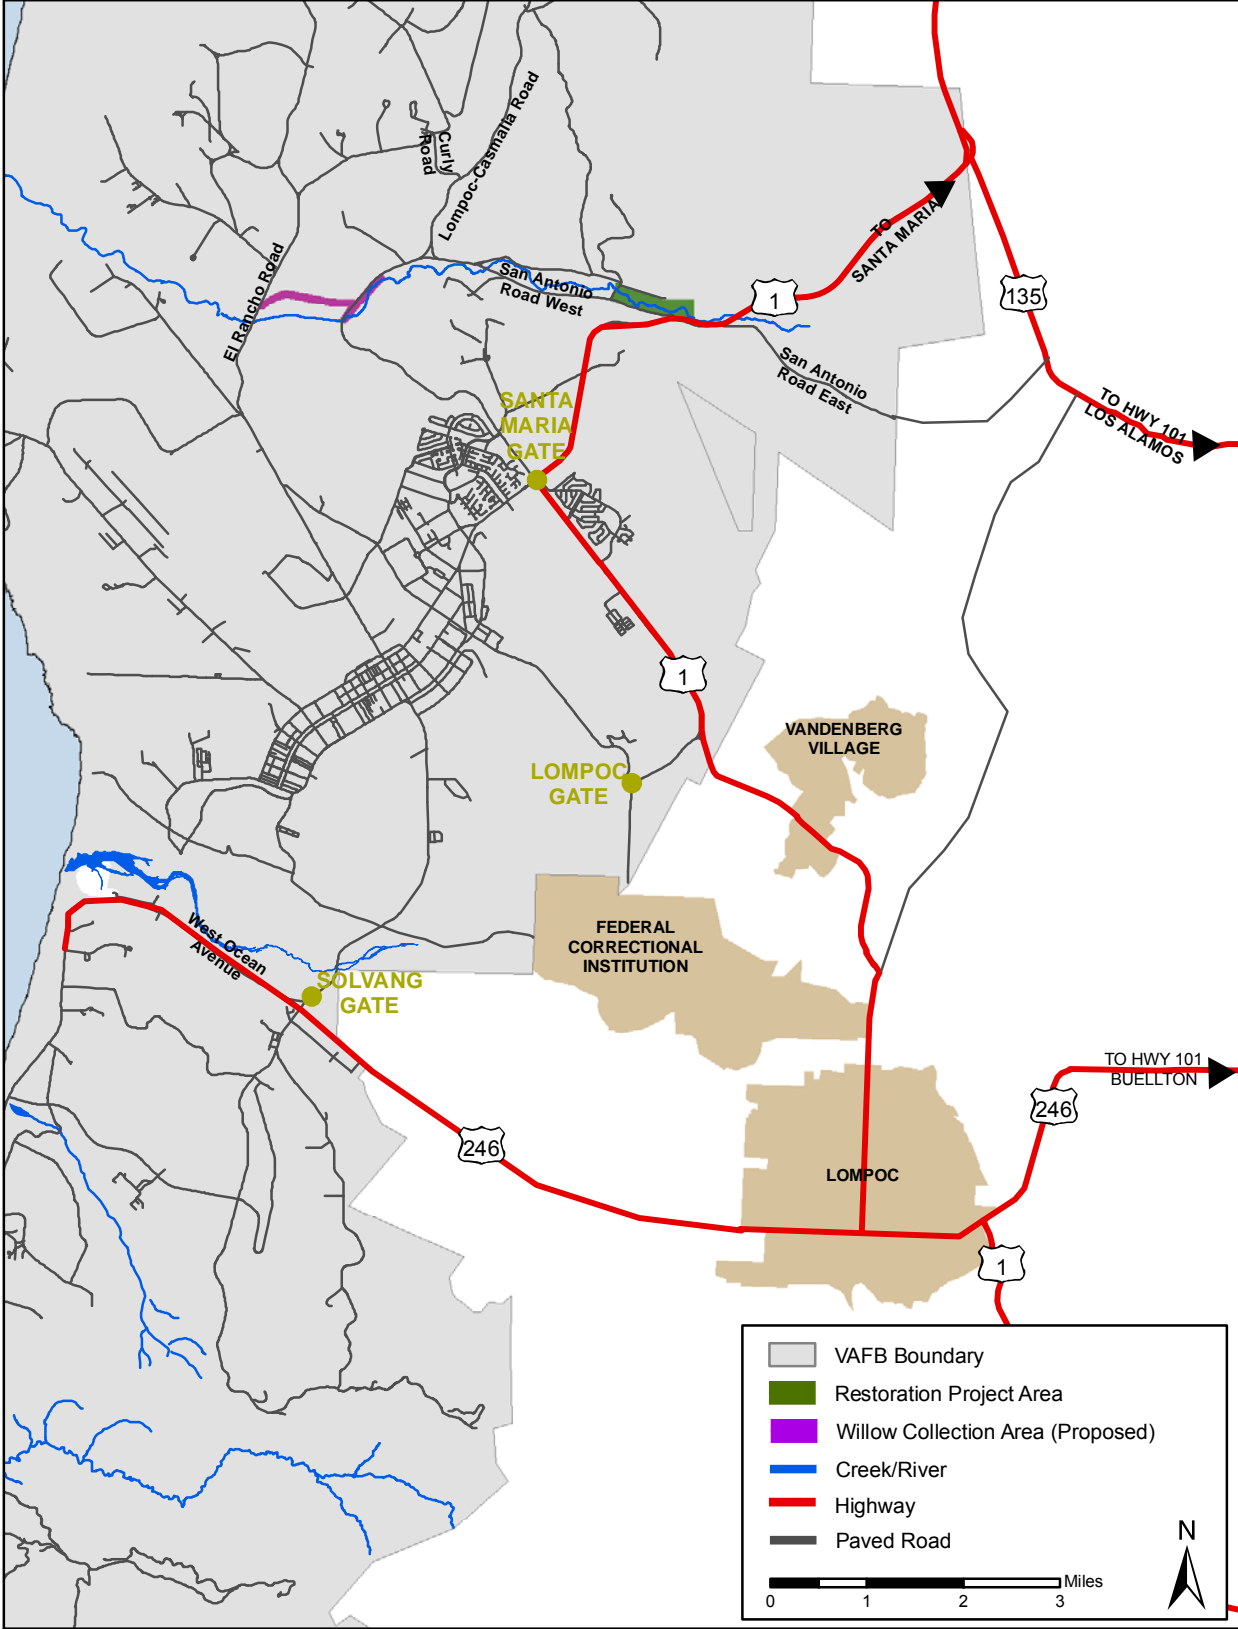 Curly
Road
Lompoc-Casmalia Road
TO
SANTA MARIA
El Rancho Road
San Antonio
Road West
1
135
San Antonio
Road East
TO HWY 101
LOS ALAMOS
SANTA
MARIA
GATE
1
VANDENBERG
VILLAGE
LOMPOC
GATE
West Ocean
Avenue
FEDERAL
CORRECTIONAL
INSTITUTION
SOLVANG
GATE
TO HWY 101
BUELLTON
246
246
LOMPOC
1
VAFB Boundary
Restoration Project Area
Willow Collection Area (Proposed)
Creek/River
Highway
Paved Road
N
Miles
0 1 2 3